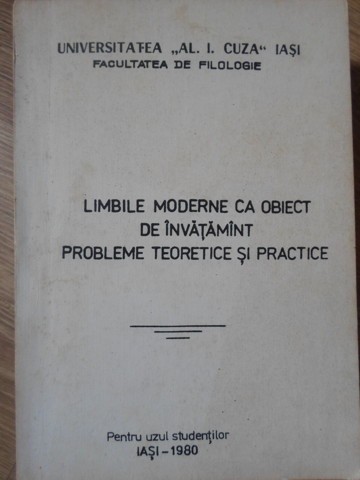 UNIVERSITATEA „AL. I. CUZA" IAŞI
FACULTATEA DE FILOLOGIE
LIMBILE MODERNE CA OBIECT
DE ÎNVĂŢĂMÎNT
PROBLEME TEORETICE ŞI PRACTICE
Pentru uzul studenţilor
IAŞI - 1980